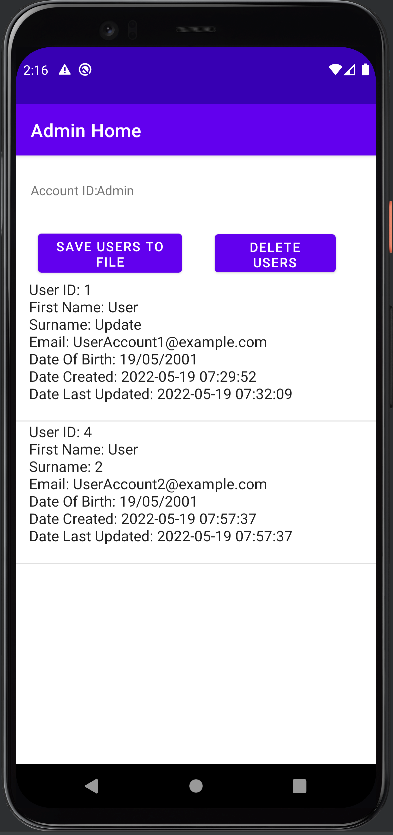 2:16
Admin Home
Account ID:Admin
SAVE USERS TO
FILE
DELETE
USERS
User ID: 1
First Name: User
Surname: Update
Email: UserAccount1@example.com
Date Of Birth: 19/05/2001
Date Created: 2022-05-19 07:29:52
Date Last Updated: 2022-05-19 07:32:09
User ID: 4
First Name: User
Surname: 2
Email: UserAccount2@example.com
Date Of Birth: 19/05/2001
Date Created: 2022-05-19 07:57:37
Date Last Updated: 2022-05-19 07:57:37